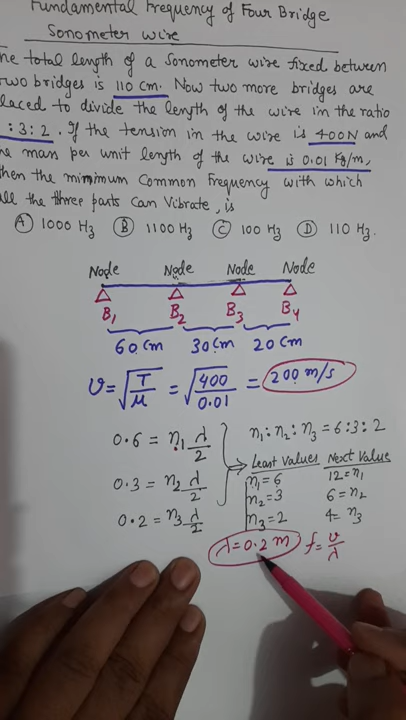 Fundamental Frequency of Four Bridge
Sonometer wire
he total length of a Sonometer wire fixed between
two bridges is 110 cm. Now two more bridges are
laced to divide the length of the wire in the ratio
:3:2. If the tension in the wire is 400N and
he mass per unit length of the wire is 0.01 Kg/m,
then the minimum Common Frequency with which
all the three parts Can Vibrate, is
A 1000 Hz B 1100 Hz C 100 Hz D 110 Hz.
Node Node Node Node
B1 B2 B3 B4
60 Cm 30 Cm 20 Cm
v = √T/μ = √400/0.01 = 200 m/s
0.6 = n1 λ/2
n1:n2:n3 = 6:3:2
Least Values Next Value
n1=6 12=n1
0.3 = n2 λ/2
n2=3 6=n2
n3=2 4=n3
0.2 = n3 λ/2
λ=0.2 m f = v/λ